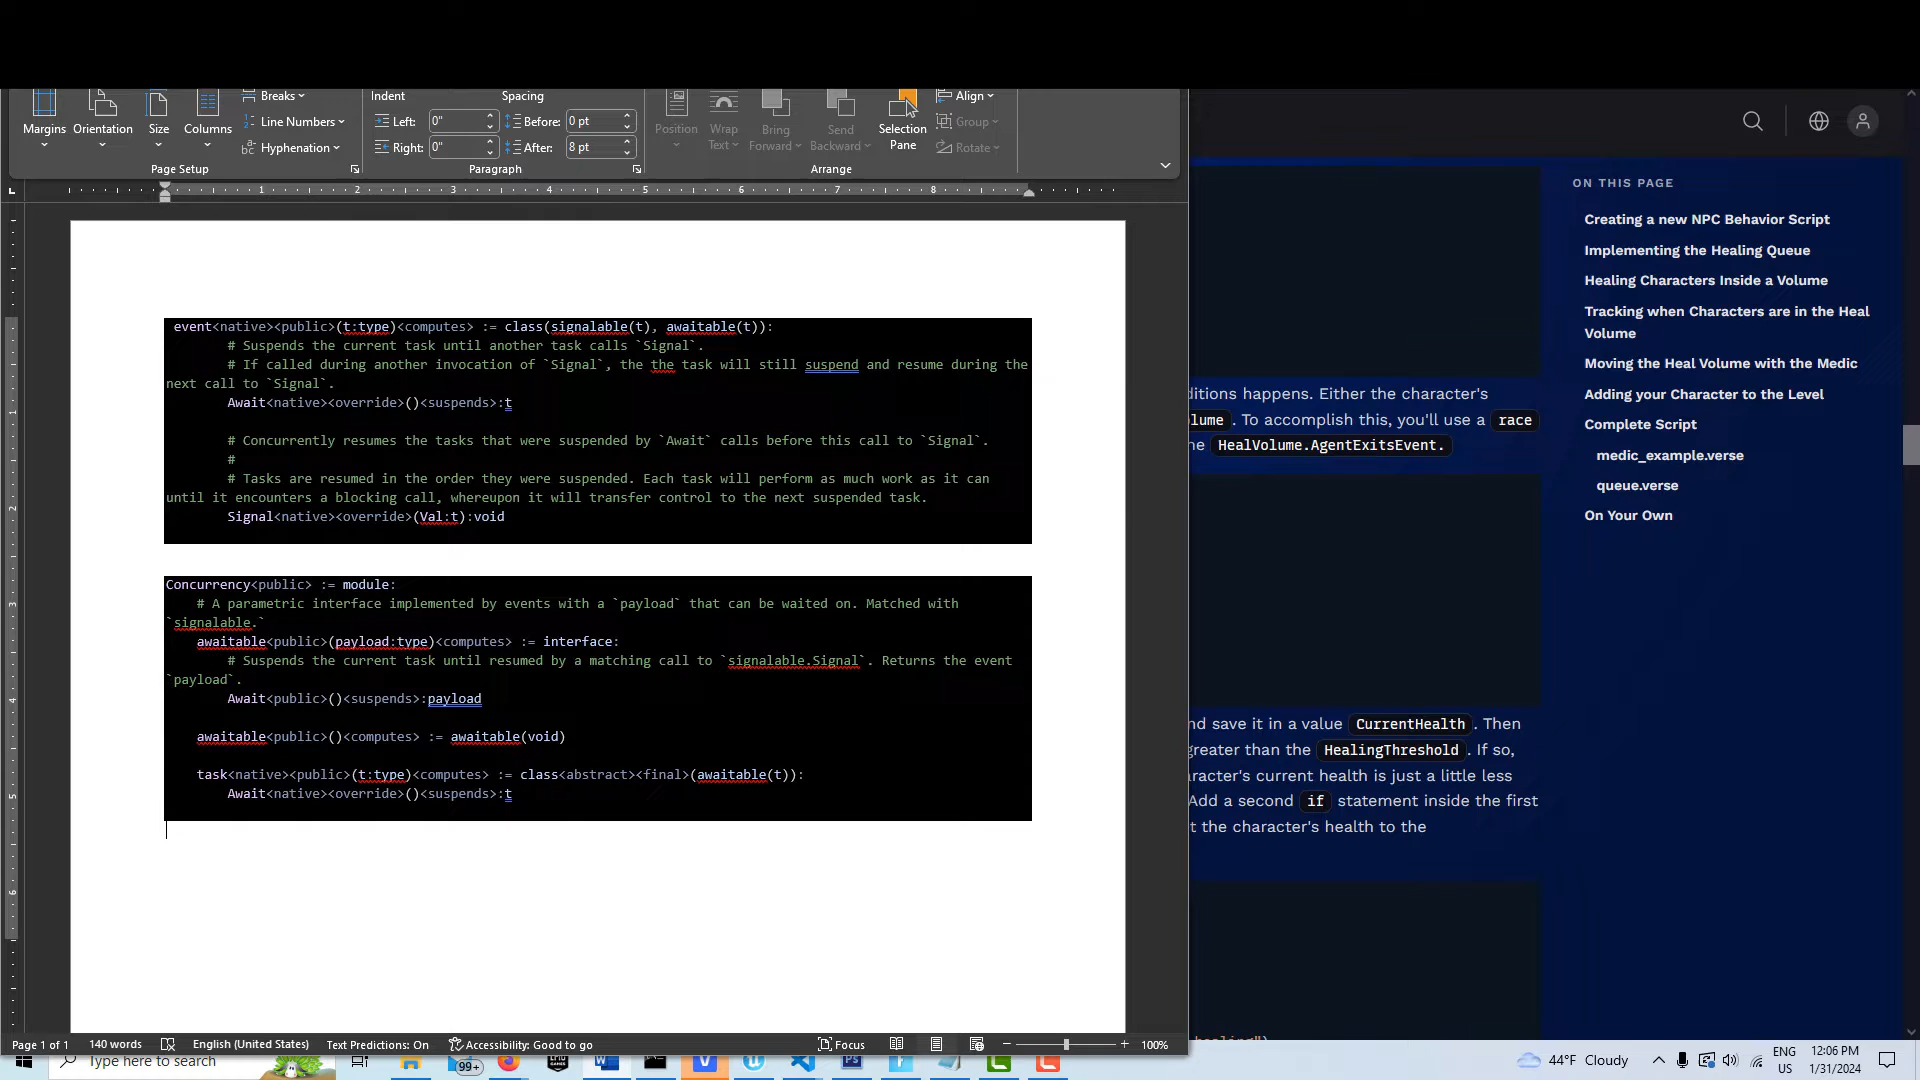 Breaks
Indent
Spacing
Align
Margins
Orientation
Size
Columns
Line Numbers
Left: 0"
Before: 0 pt
Position
Wrap
Text
Bring
Forward
Send
Backward
Selection
Pane
Group
Hyphenation
Right: 0"
After: 8 pt
Rotate
Page Setup
Paragraph
Arrange
1 2 3 4 5 6 7 8
event<native><public>(t:type)<computes> := class(signalable(t), awaitable(t)):
# Suspends the current task until another task calls `Signal`.
# If called during another invocation of `Signal`, the the task will still suspend and resume during the
next call to `Signal`.
Await<native><override>()<suspends>:t
# Concurrently resumes the tasks that were suspended by `Await` calls before this call to `Signal`.
#
# Tasks are resumed in the order they were suspended. Each task will perform as much work as it can
until it encounters a blocking call, whereupon it will transfer control to the next suspended task.
Signal<native><override>(Val:t):void
Concurrency<public> := module:
# A parametric interface implemented by events with a `payload` that can be waited on. Matched with
`signalable.`
awaitable<public>(payload:type)<computes> := interface:
# Suspends the current task until resumed by a matching call to `signalable.Signal`. Returns the event
`payload`.
Await<public>()<suspends>:payload
awaitable<public>()<computes> := awaitable(void)
task<native><public>(t:type)<computes> := class<abstract><final>(awaitable(t)):
Await<native><override>()<suspends>:t
1
2
3
4
5
6
Page 1 of 1
140 words
English (United States)
Text Predictions: On
Accessibility: Good to go
Focus
100%
ditions happens. Either the character's
lume . To accomplish this, you'll use a race
ne HealVolume.AgentExitsEvent.
nd save it in a value CurrentHealth . Then
greater than the HealingThreshold . If so,
racter's current health is just a little less
Add a second if statement inside the first
t the character's health to the
ON THIS PAGE
Creating a new NPC Behavior Script
Implementing the Healing Queue
Healing Characters Inside a Volume
Tracking when Characters are in the Heal
Volume
Moving the Heal Volume with the Medic
Adding your Character to the Level
Complete Script
medic_example.verse
queue.verse
On Your Own
Type here to search
99+
44°F Cloudy
ENG
US
12:06 PM
1/31/2024